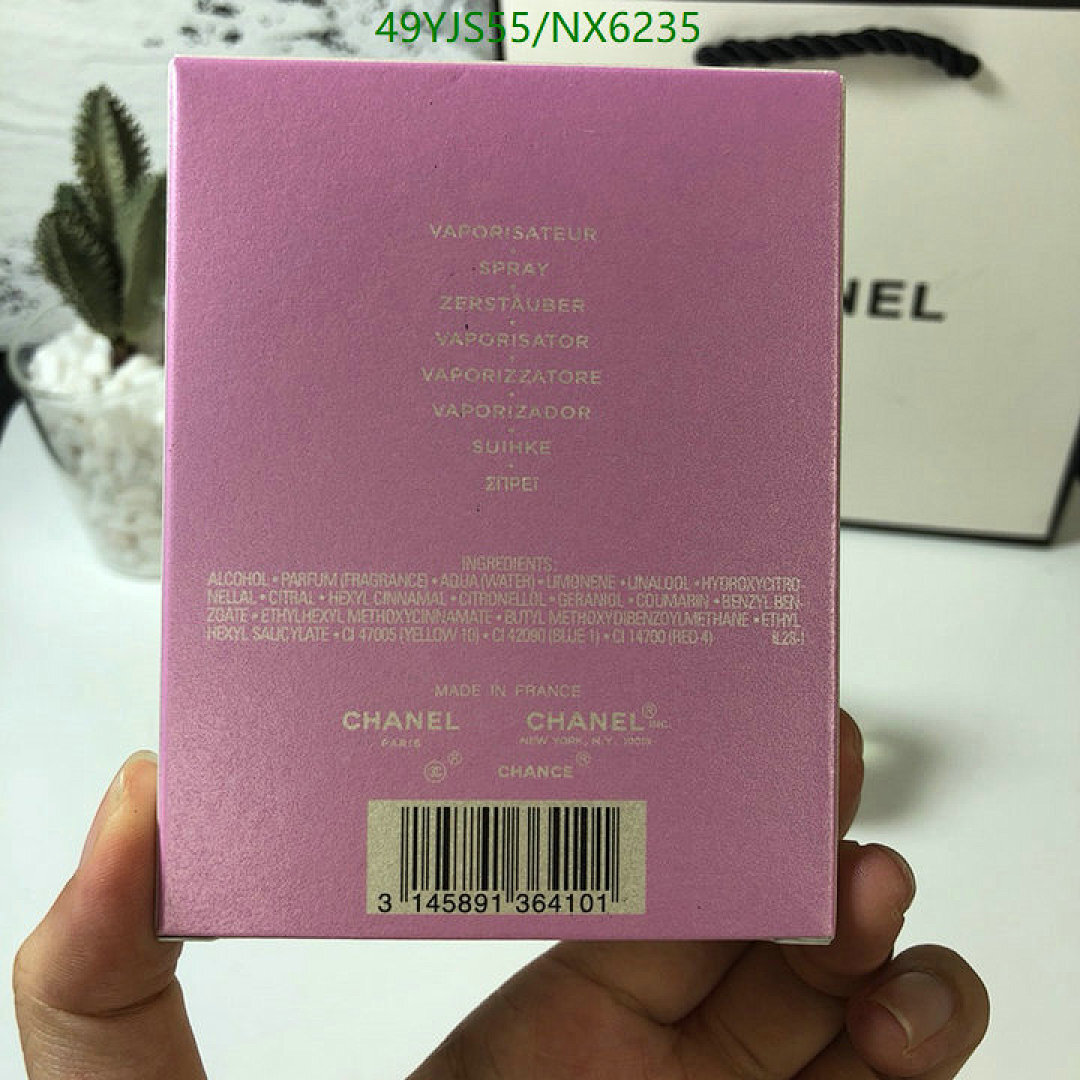 49YJS55/NX6235
NEL
VAPORISATEUR
SPRAY
ZERSTÄUBER
VAPORISATOR
VAPORIZZATORE
VAPORIZADOR
SUIHKE
ΣΠΡΕΪ
INGREDIENTS:
ALCOHOL • PARFUM (FRAGRANCE) • AQUA (WATER) • LIMONENE • LINALOOL • HYDROXYCITRO
NELLAL • CITRAL • HEXYL CINNAMAL • CITRONELLOL • GERANIOL • COUMARIN • BENZYL BEN-
ZOATE • ETHYLHEXYL METHOXYCINNAMATE • BUTYL METHOXYDIBENZOYLMETHANE • ETHYL
HEXYL SALICYLATE • CI 47005 (YELLOW 10) • CI 42090 (BLUE 1) • CI 14700 (RED 4) IL28-1
MADE IN FRANCE
CHANEL CHANEL® INC.
PARIS NEW YORK, N.Y. 10019
® CHANCE®
3 145891 364101